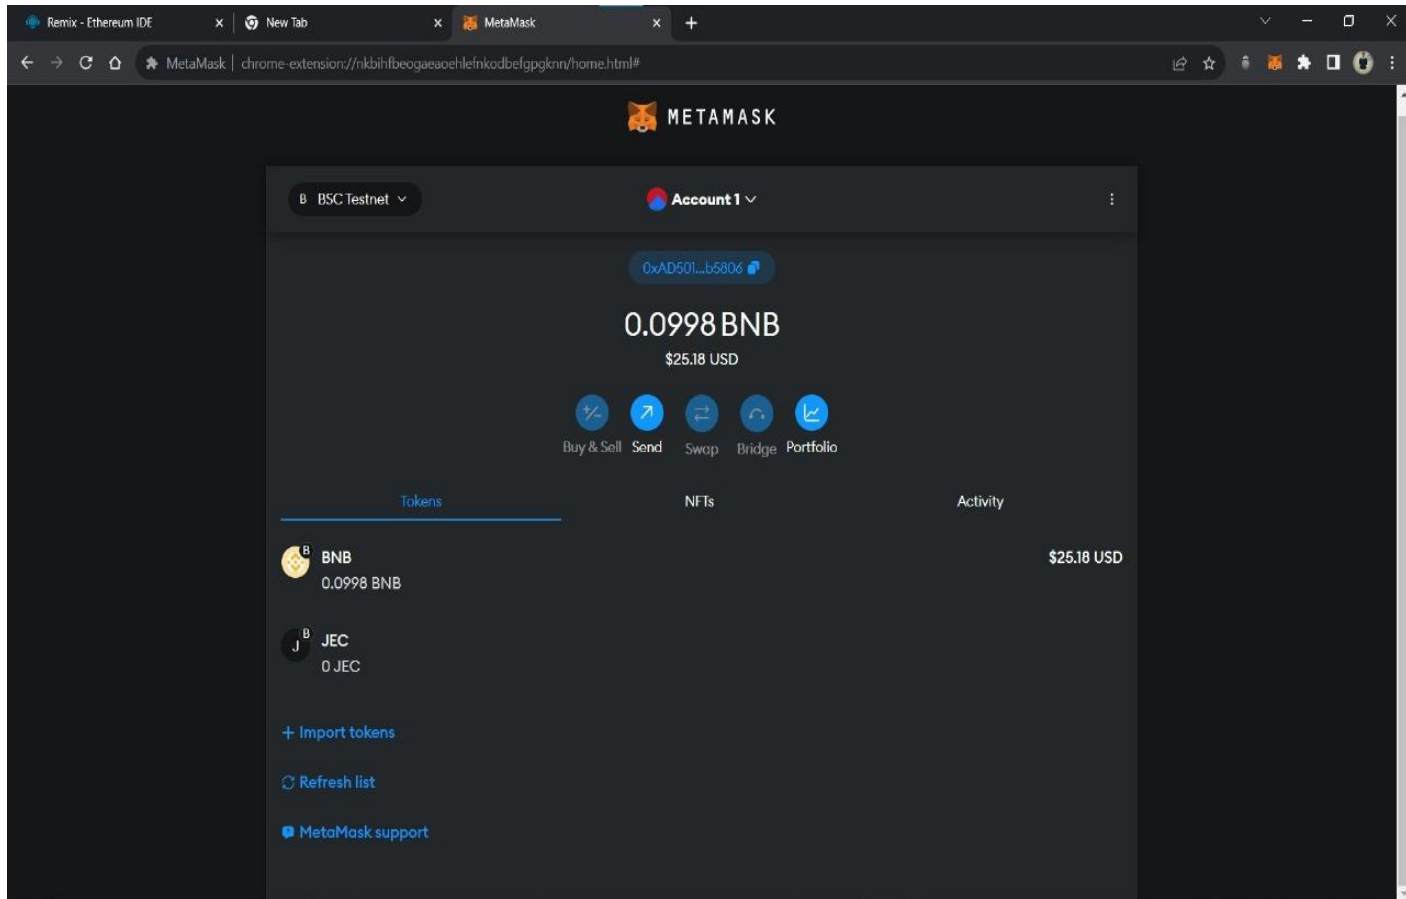 Remix - Ethereum IDE
New Tab
MetaMask
MetaMask | chrome-extension://nkbihfbeogaeaoehlefnkodbefgpgknn/home.html#
METAMASK
B BSC Testnet
Account 1
0xAD501...b5806
0.0998 BNB
$25.18 USD
Buy & Sell Send Swap Bridge Portfolio
Tokens NFTs Activity
B
BNB $25.18 USD
0.0998 BNB
J B
JEC
0 JEC
+ Import tokens
Refresh list
MetaMask support